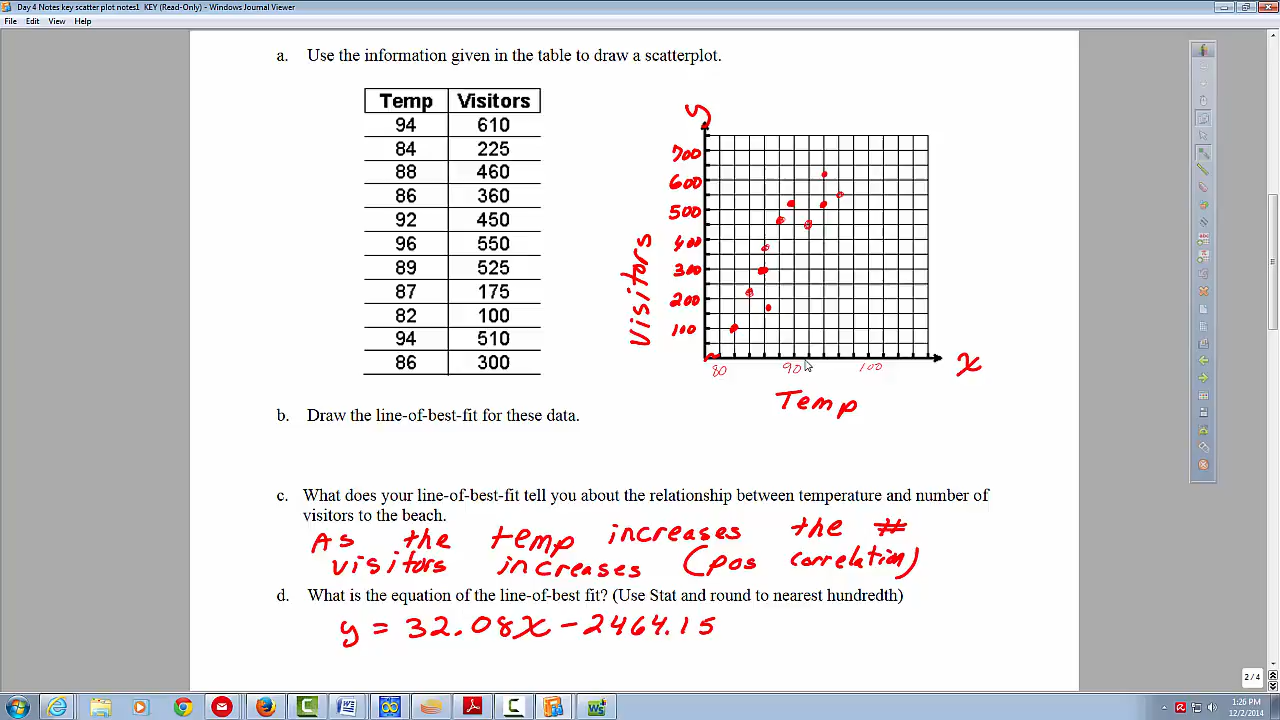 Day 4 Notes key scatter plot notes1 KEY (Read-Only) - Windows Journal Viewer
File Edit View Help
a. Use the information given in the table to draw a scatterplot.
Temp Visitors
94 610
84 225
88 460
86 360
92 450
96 550
89 525
87 175
82 100
94 510
86 300
y
700
600
500
400
300
200
100
Visitors
80 90 100
x
Temp
b. Draw the line-of-best-fit for these data.
c. What does your line-of-best-fit tell you about the relationship between temperature and number of
visitors to the beach.
As the temp increases the #
visitors increases (pos correlation)
d. What is the equation of the line-of-best fit? (Use Stat and round to nearest hundredth)
y = 32.08x - 2464.15
2/4
1:26 PM
12/2/2014